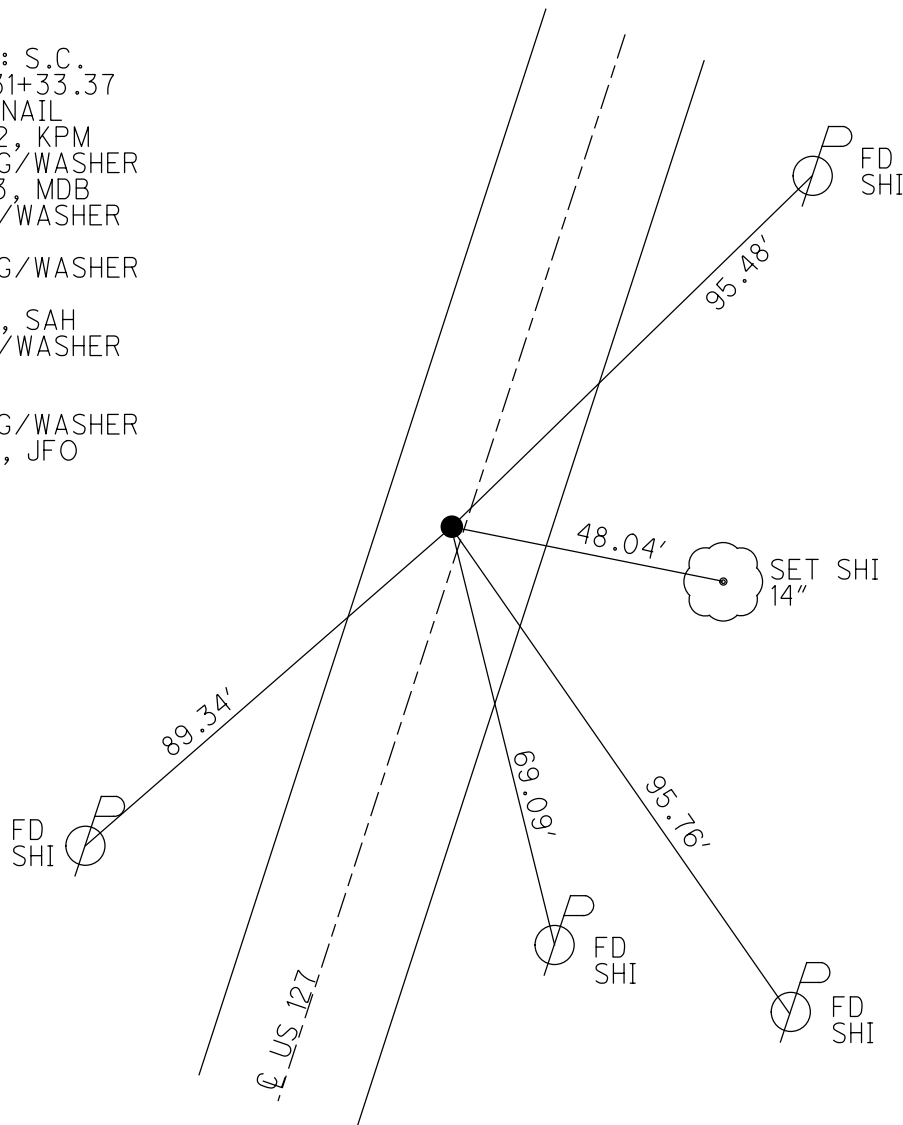 : S.C.
31+33.37
NAIL
2, KPM
G/WASHER
3, MDB
/WASHER
G/WASHER
, SAH
/WASHER
G/WASHER
, JFO
FD
SHI
95.48'
48.04'
SET SHI
14"
89.34'
69.09'
95.76'
FD
SHI
FD
SHI
FD
SHI
℄ US 127